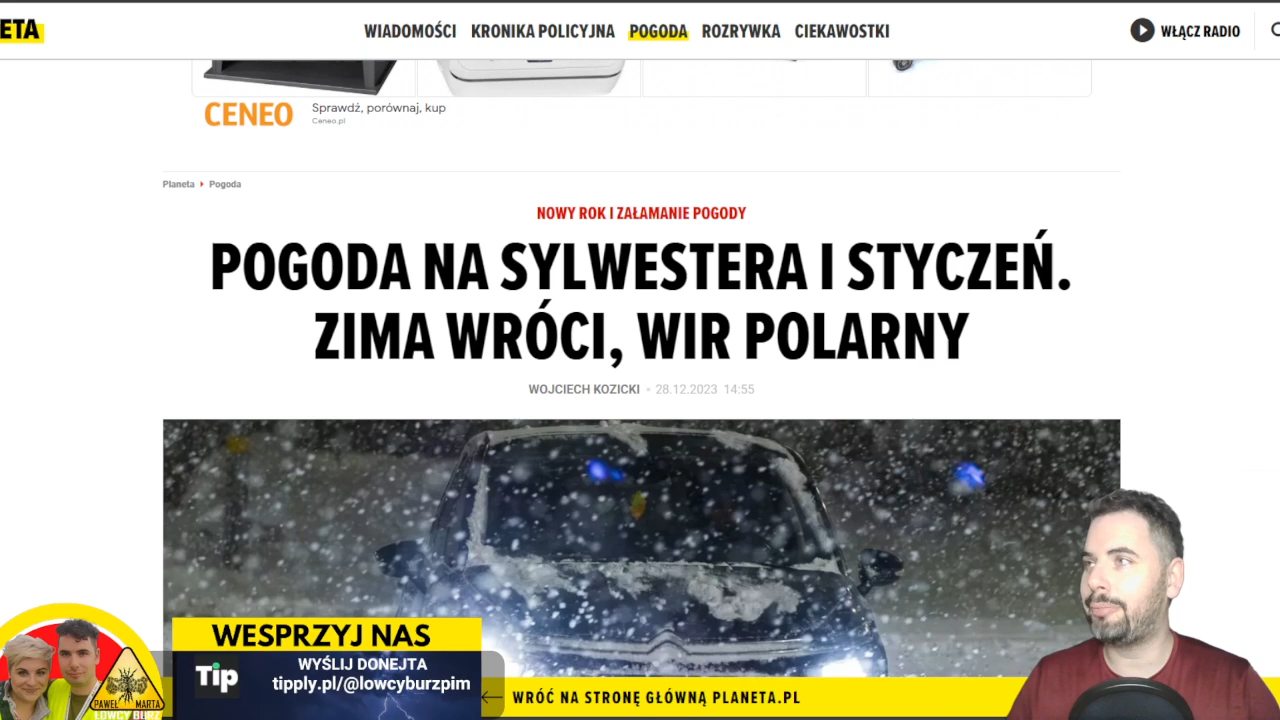 ETA
WIADOMOŚCI KRONIKA POLICYJNA POGODA ROZRYWKA CIEKAWOSTKI
WŁĄCZ RADIO
CENEO
Sprawdź, porównaj, kup
Ceneo.pl
Planeta Pogoda
NOWY ROK I ZAŁAMANIE POGODY
POGODA NA SYLWESTERA I STYCZEŃ.
ZIMA WRÓCI, WIR POLARNY
WOJCIECH KOZICKI • 28.12.2023 14:55
WESPRZYJ NAS
Tip
WYŚLIJ DONEJTA
tipply.pl/@lowcyburzpim
PAWEŁ MARTA
ŁOWCY BURZ
← WRÓĆ NA STRONĘ GŁÓWNĄ PLANETA.PL